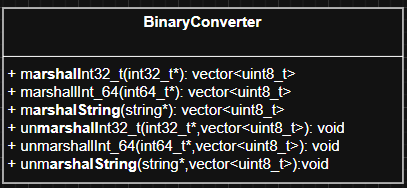 BinaryConverter
+ marshalInt32_t(int32_t*): vector<uint8_t>
+ marshallInt_64(int64_t*): vector<uint8_t>
+ marshalString(string*): vector<uint8_t>
+ unmarshalInt32_t(int32_t*,vector<uint8_t>): void
+ unmarshallInt_64(int64_t*,vector<uint8_t>): void
+ unmarshalString(string*,vector<uint8_t>):void